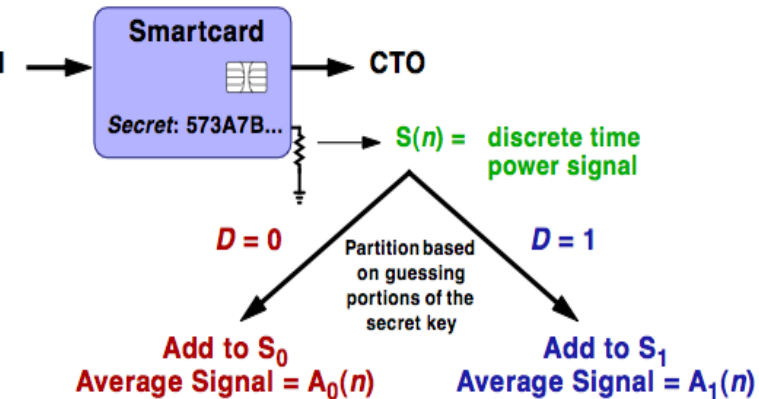 Smartcard
CTO
Secret: 573A7B...
S(n) = discrete time
power signal
D = 0
D = 1
Partition based
on guessing
portions of the
secret key
Add to S0
Average Signal = A0(n)
Add to S1
Average Signal = A1(n)